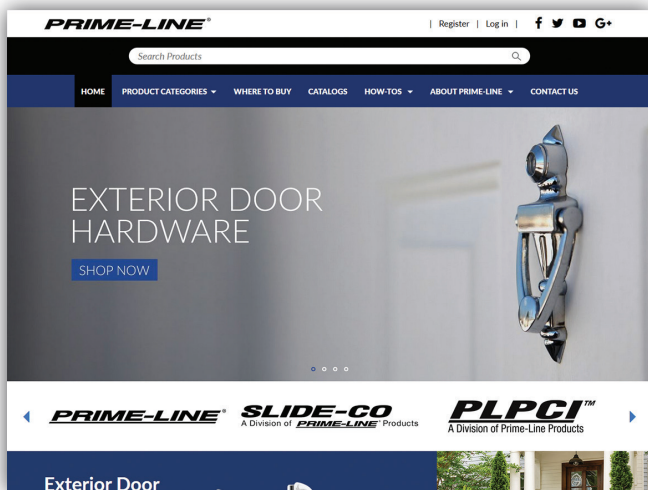 PRIME-LINE®
| Register | Log in | G+
Search Products
HOME PRODUCT CATEGORIES WHERE TO BUY CATALOGS HOW-TOS ABOUT PRIME-LINE CONTACT US
EXTERIOR DOOR
HARDWARE
SHOP NOW
PRIME-LINE® SLIDE-CO PLPCI™
A Division of PRIME-LINE® Products A Division of Prime-Line Products
Exterior Door